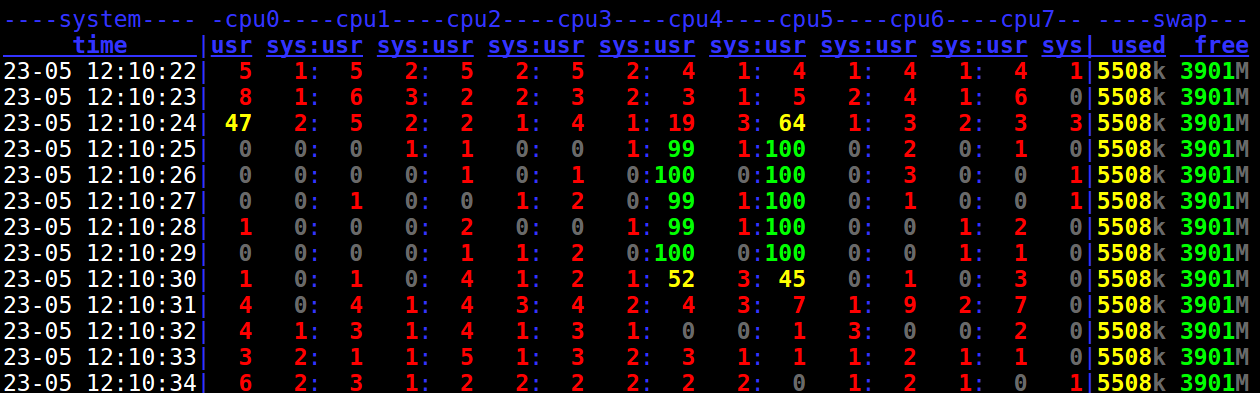 ----system---- -cpu0----cpu1----cpu2----cpu3----cpu4----cpu5----cpu6----cpu7-- ----swap---
     time     |usr sys:usr sys:usr sys:usr sys:usr sys:usr sys:usr sys:usr sys| used free
23-05 12:10:22|  5   1:  5   2:  5   2:  5   2:  4   1:  4   1:  4   1:  4   1|5508k 3901M
23-05 12:10:23|  8   1:  6   3:  2   2:  3   2:  3   1:  5   2:  4   1:  6   0|5508k 3901M
23-05 12:10:24| 47   2:  5   2:  2   1:  4   1: 19   3: 64   1:  3   2:  3   3|5508k 3901M
23-05 12:10:25|  0   0:  0   1:  1   0:  0   1: 99   1:100   0:  2   0:  1   0|5508k 3901M
23-05 12:10:26|  0   0:  0   0:  1   0:  1   0:100   0:100   0:  3   0:  0   1|5508k 3901M
23-05 12:10:27|  0   0:  1   0:  0   1:  2   0: 99   1:100   0:  1   0:  0   1|5508k 3901M
23-05 12:10:28|  1   0:  0   0:  2   0:  0   1: 99   1:100   0:  0   1:  2   0|5508k 3901M
23-05 12:10:29|  0   0:  0   0:  1   1:  2   0:100   0:100   0:  0   1:  1   0|5508k 3901M
23-05 12:10:30|  1   0:  1   0:  4   1:  2   1: 52   3: 45   0:  1   0:  3   0|5508k 3901M
23-05 12:10:31|  4   0:  4   1:  4   3:  4   2:  4   3:  7   1:  9   2:  7   0|5508k 3901M
23-05 12:10:32|  4   1:  3   1:  4   1:  3   1:  0   0:  1   3:  0   0:  2   0|5508k 3901M
23-05 12:10:33|  3   2:  1   1:  5   1:  3   2:  3   1:  1   1:  2   1:  1   0|5508k 3901M
23-05 12:10:34|  6   2:  3   1:  2   2:  2   2:  2   2:  0   1:  2   1:  0   1|5508k 3901M